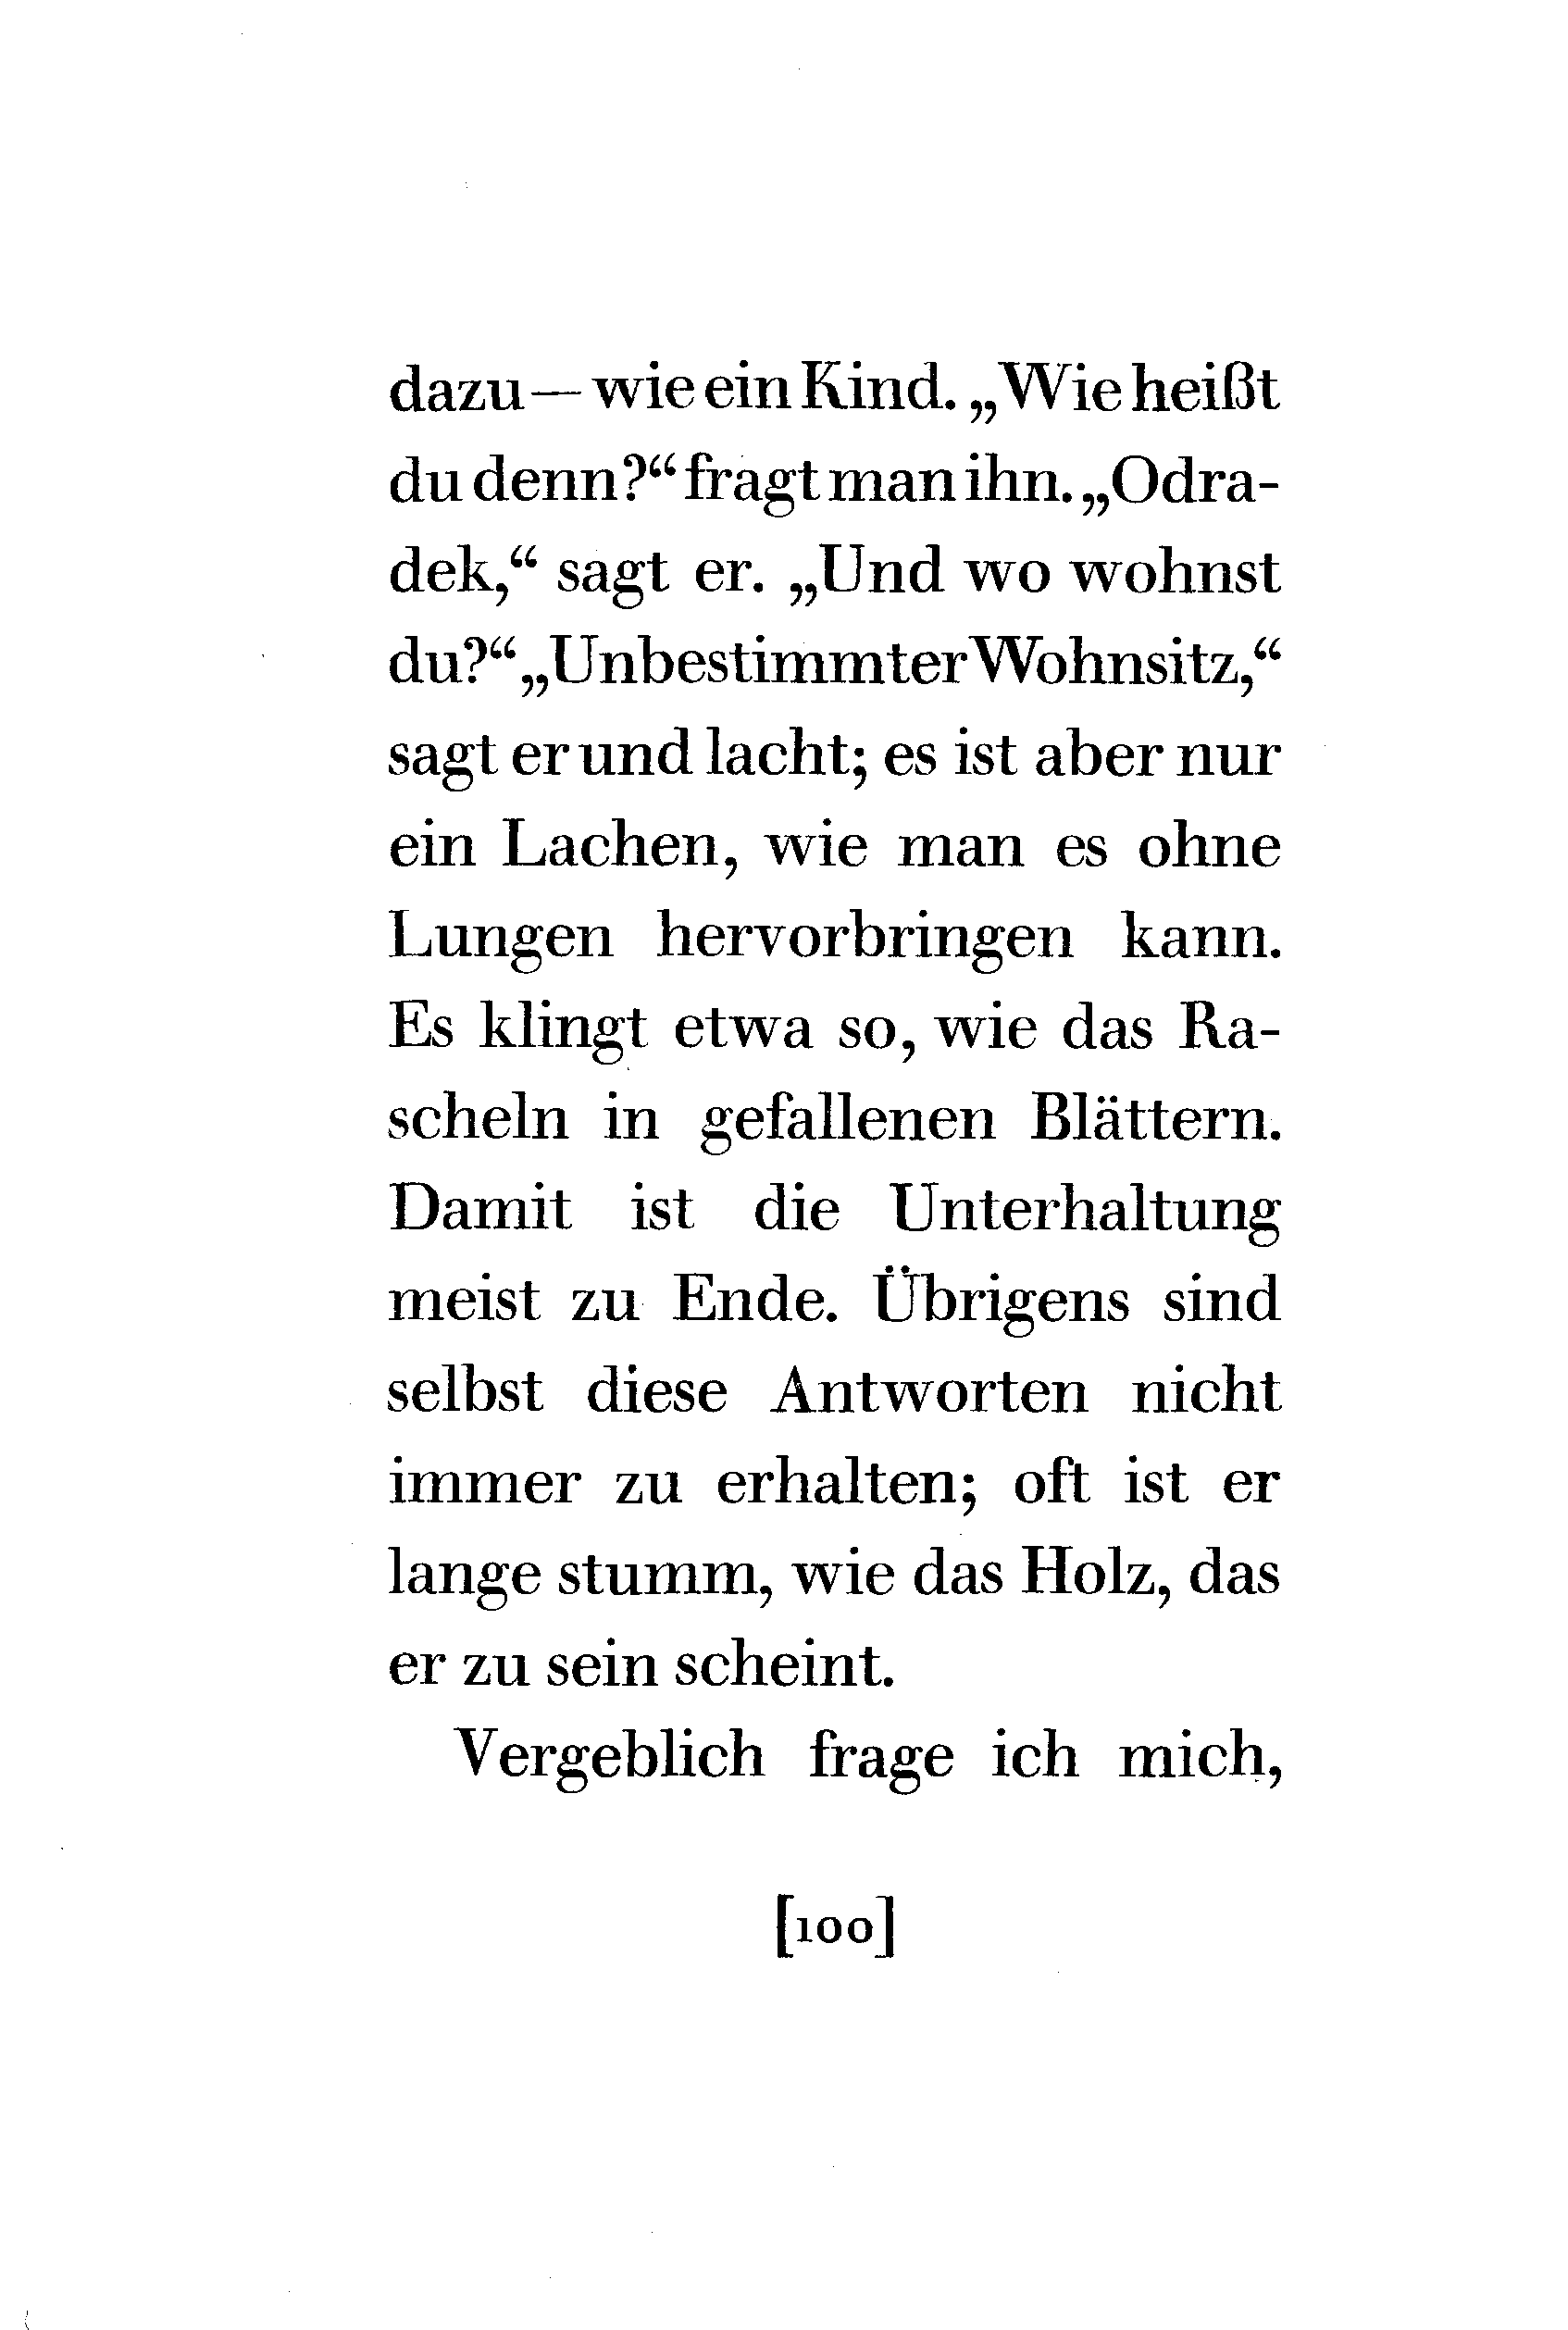 dazu — wie ein Kind. „Wie heißt
du denn?“ fragt man ihn. „Odra-
dek,“ sagt er. „Und wo wohnst
du?“ „Unbestimmter Wohnsitz,“
sagt er und lacht; es ist aber nur
ein Lachen, wie man es ohne
Lungen hervorbringen kann.
Es klingt etwa so, wie das Ra-
scheln in gefallenen Blättern.
Damit ist die Unterhaltung
meist zu Ende. Übrigens sind
selbst diese Antworten nicht
immer zu erhalten; oft ist er
lange stumm, wie das Holz, das
er zu sein scheint.
Vergeblich frage ich mich,
[100]